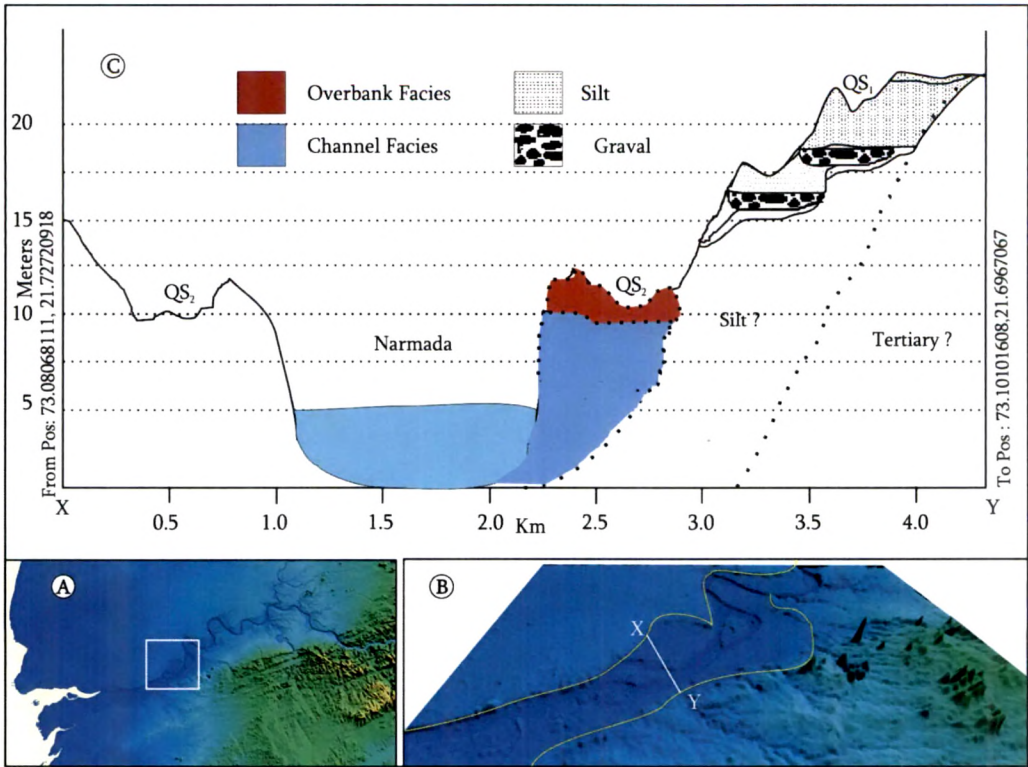 C
Overbank Facies
Silt
Channel Facies
Graval
QS1
20
15
Meters
10
5
From Pos: 73.08068111, 21.72720918
To Pos : 73.10101608,21.6967067
QS2
QS2
Narmada
Silt ?
Tertiary ?
X
0.5
1.0
1.5
2.0
Km
2.5
3.0
3.5
4.0
Y
A
B
X
Y